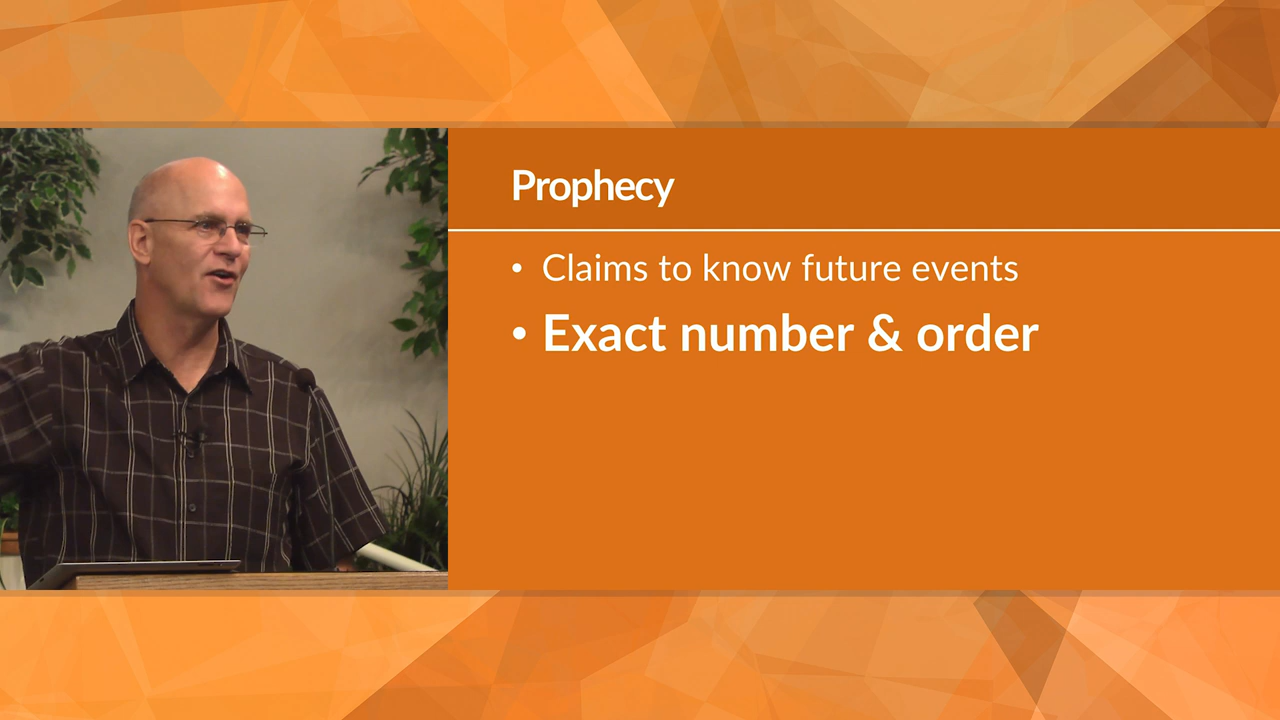 Prophecy
• Claims to know future events
• Exact number & order